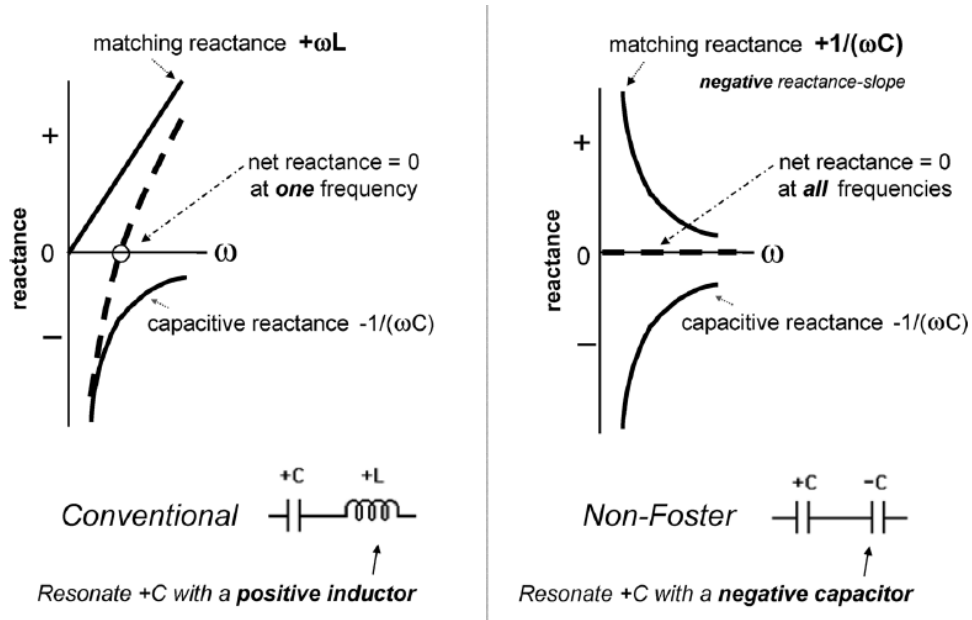 matching reactance +ωL
+
0
−
reactance
net reactance = 0
at one frequency
ω
capacitive reactance -1/(ωC)
+C
+L
Conventional
Resonate +C with a positive inductor
matching reactance +1/(ωC)
negative reactance-slope
+
0
−
reactance
net reactance = 0
at all frequencies
ω
capacitive reactance -1/(ωC)
+C
−C
Non-Foster
Resonate +C with a negative capacitor